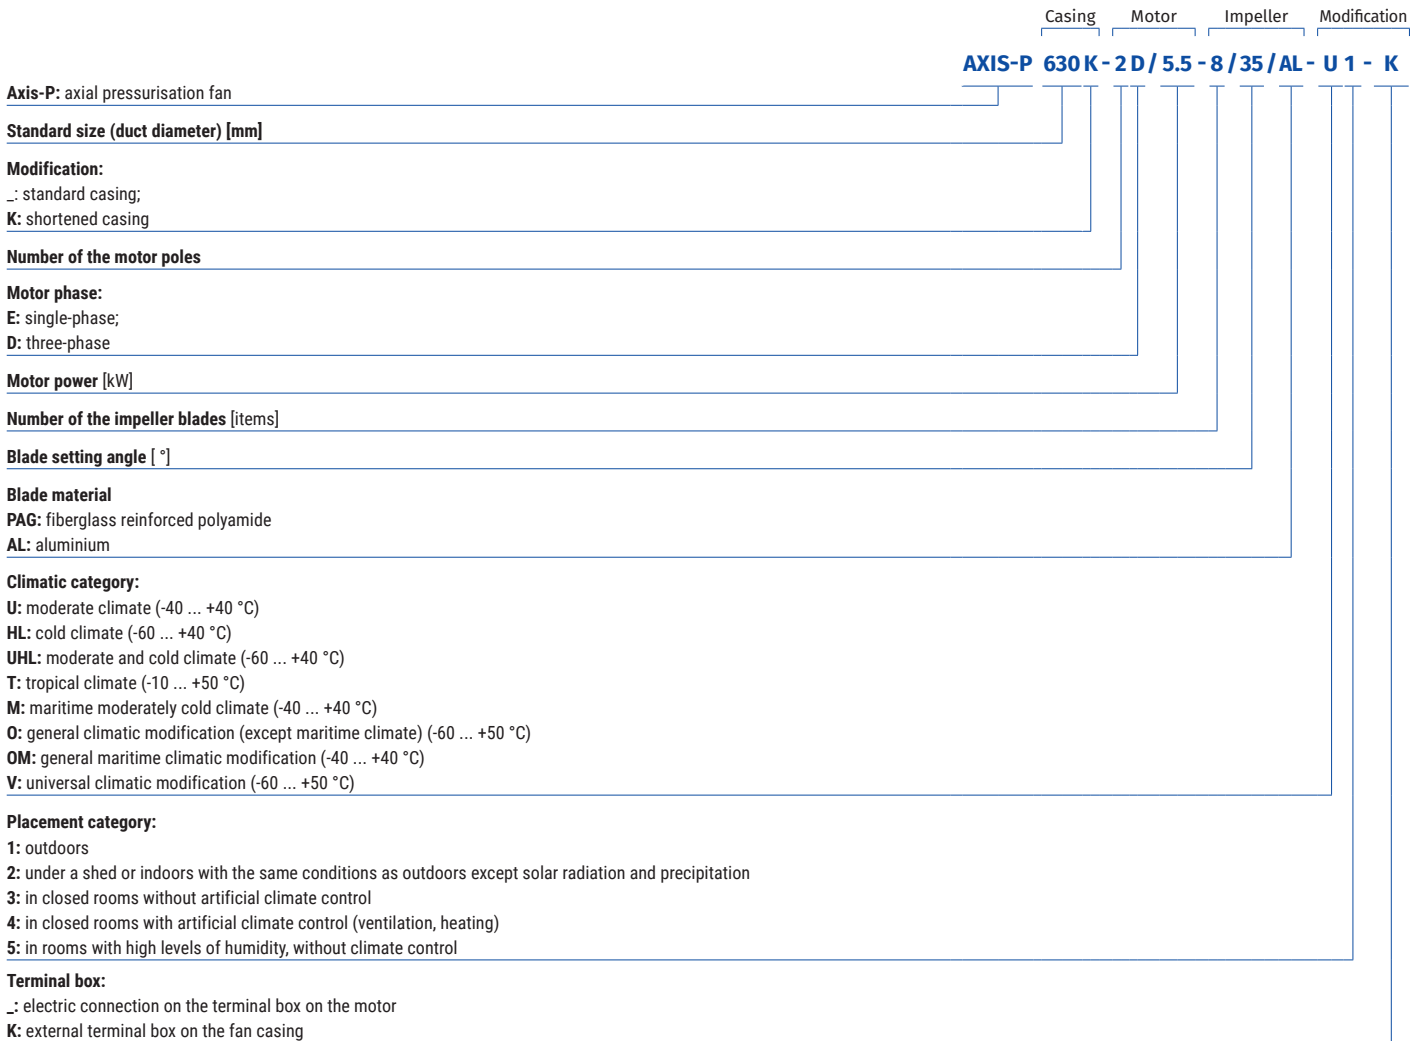 Casing Motor Impeller Modification
AXIS-P 630 K - 2 D / 5.5 - 8 / 35 / AL - U 1 - K
Axis-P: axial pressurisation fan
Standard size (duct diameter) [mm]
Modification:
_: standard casing;
K: shortened casing
Number of the motor poles
Motor phase:
E: single-phase;
D: three-phase
Motor power [kW]
Number of the impeller blades [items]
Blade setting angle [ °]
Blade material
PAG: fiberglass reinforced polyamide
AL: aluminium
Climatic category:
U: moderate climate (-40 ... +40 °C)
HL: cold climate (-60 ... +40 °C)
UHL: moderate and cold climate (-60 ... +40 °C)
T: tropical climate (-10 ... +50 °C)
M: maritime moderately cold climate (-40 ... +40 °C)
O: general climatic modification (except maritime climate) (-60 ... +50 °C)
OM: general maritime climatic modification (-40 ... +40 °C)
V: universal climatic modification (-60 ... +50 °C)
Placement category:
1: outdoors
2: under a shed or indoors with the same conditions as outdoors except solar radiation and precipitation
3: in closed rooms without artificial climate control
4: in closed rooms with artificial climate control (ventilation, heating)
5: in rooms with high levels of humidity, without climate control
Terminal box:
_: electric connection on the terminal box on the motor
K: external terminal box on the fan casing